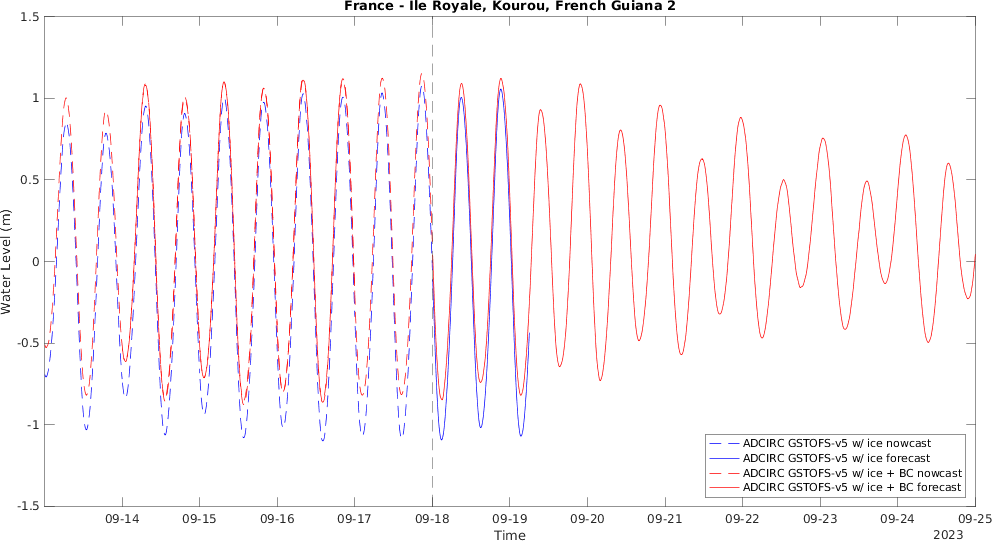 France - Ile Royale, Kourou, French Guiana 2
1.5
1
0.5
0
-0.5
-1
-1.5
Water Level (m)
ADCIRC GSTOFS-v5 w/ ice nowcast
ADCIRC GSTOFS-v5 w/ ice forecast
ADCIRC GSTOFS-v5 w/ ice + BC nowcast
ADCIRC GSTOFS-v5 w/ ice + BC forecast
09-14 09-15 09-16 09-17 09-18 09-19 09-20 09-21 09-22 09-23 09-24 09-25
Time
2023